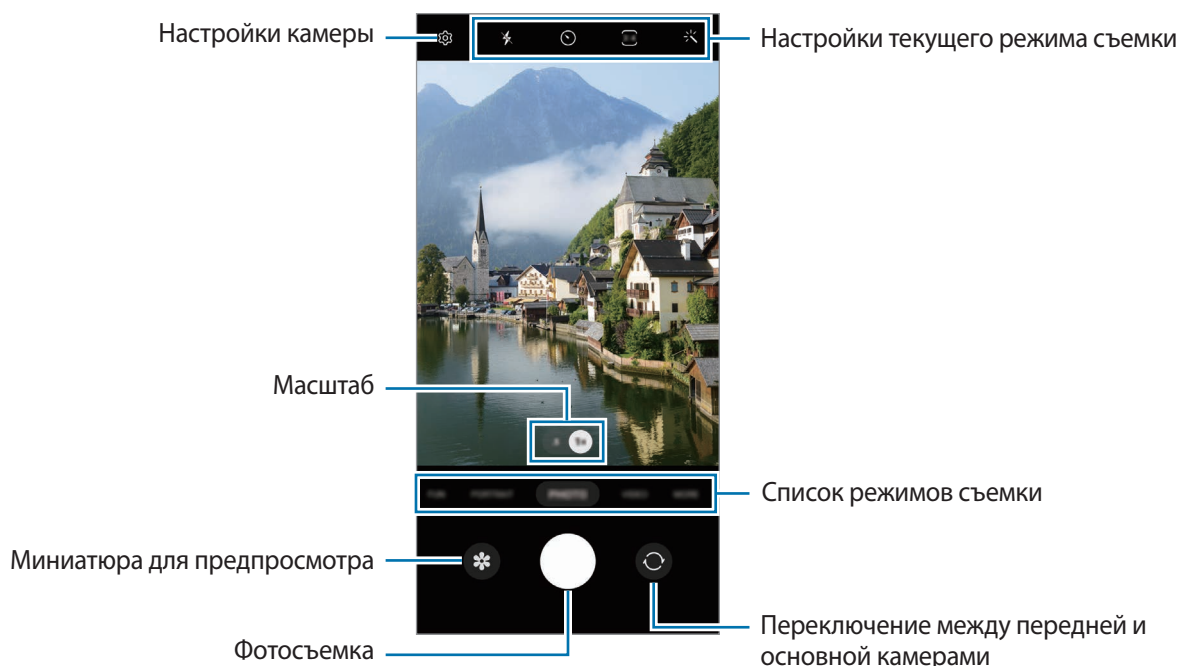 Настройки камеры
Настройки текущего режима съемки
Масштаб
Список режимов съемки
Миниатюра для предпросмотра
Фотосъемка
Переключение между передней и
основной камерами